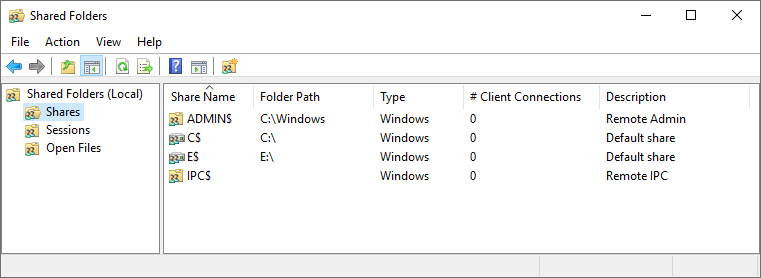 Shared Folders
File Action View Help
Shared Folders (Local)
Shares
Sessions
Open Files
Share Name Folder Path Type # Client Connections Description
ADMIN$ C:\Windows Windows 0 Remote Admin
C$ C:\ Windows 0 Default share
E$ E:\ Windows 0 Default share
IPC$ Windows 0 Remote IPC